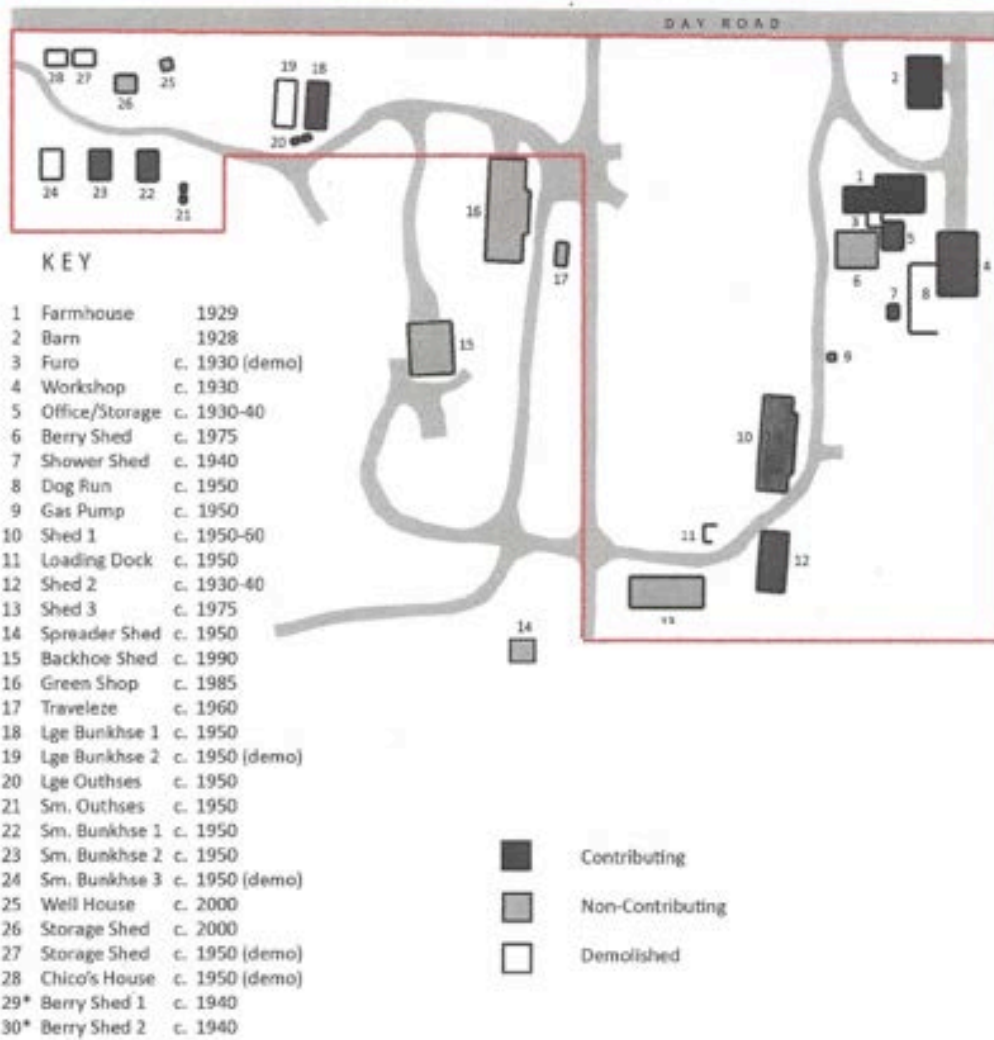 DAY ROAD
28 27 26 25 19 18 20
24 23 22 21
16 17 15 14
2 1 3 5 6 4 7 8 9
10 11 12
KEY
1 Farmhouse 1929
2 Barn 1928
3 Furo c. 1930 (demo)
4 Workshop c. 1930
5 Office/Storage c. 1930-40
6 Berry Shed c. 1975
7 Shower Shed c. 1940
8 Dog Run c. 1950
9 Gas Pump c. 1950
10 Shed 1 c. 1950-60
11 Loading Dock c. 1950
12 Shed 2 c. 1930-40
13 Shed 3 c. 1975
14 Spreader Shed c. 1950
15 Backhoe Shed c. 1990
16 Green Shop c. 1985
17 Traveleze c. 1960
18 Lge Bunkhse 1 c. 1950
19 Lge Bunkhse 2 c. 1950 (demo)
20 Lge Outhses c. 1950
21 Sm. Outhses c. 1950
22 Sm. Bunkhse 1 c. 1950
23 Sm. Bunkhse 2 c. 1950
24 Sm. Bunkhse 3 c. 1950 (demo)
25 Well House c. 2000
26 Storage Shed c. 2000
27 Storage Shed c. 1950 (demo)
28 Chico's House c. 1950 (demo)
29* Berry Shed 1 c. 1940
30* Berry Shed 2 c. 1940
Contributing
Non-Contributing
Demolished